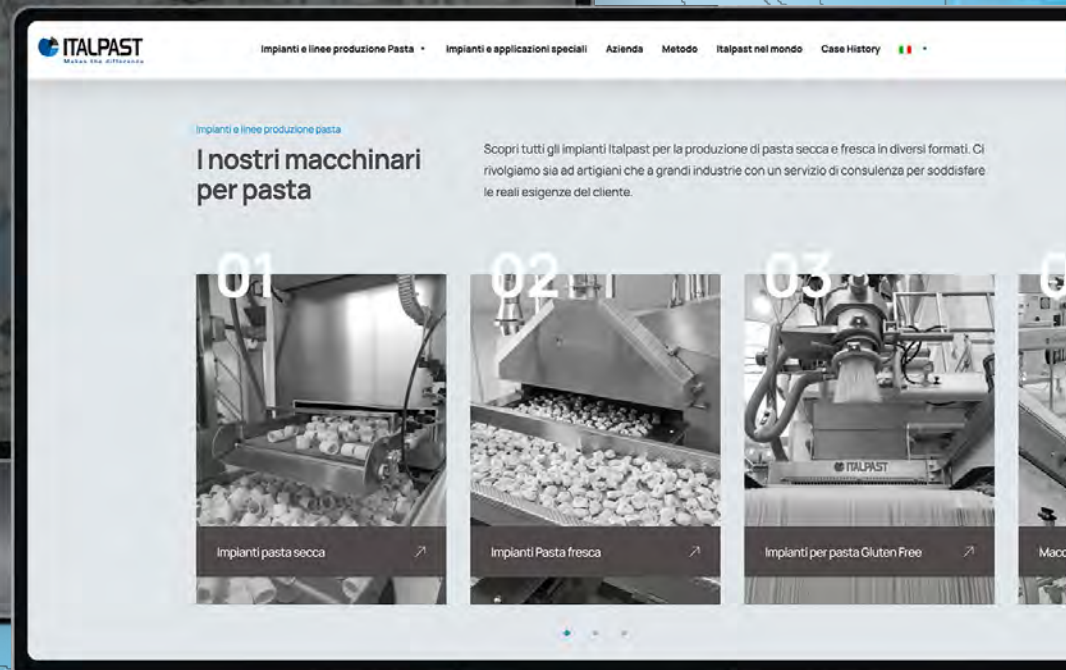 ITALPAST
Makes the difference
Impianti e linee produzione Pasta
Impianti e applicazioni speciali
Azienda
Metodo
Italpast nel mondo
Case History
Impianti e linee produzione pasta
I nostri macchinari
per pasta
Scopri tutti gli impianti Italpast per la produzione di pasta secca e fresca in diversi formati. Ci
rivolgiamo sia ad artigiani che a grandi industrie con un servizio di consulenza per soddisfare
le reali esigenze del cliente.
01
02
03
0
ITALPAST
Impianti pasta secca
Impianti Pasta fresca
Impianti per pasta Gluten Free
Macc